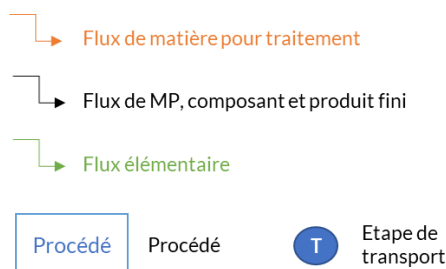 Flux de matière pour traitement
Flux de MP, composant et produit fini
Flux élémentaire
Procédé Procédé T Etape de
transport